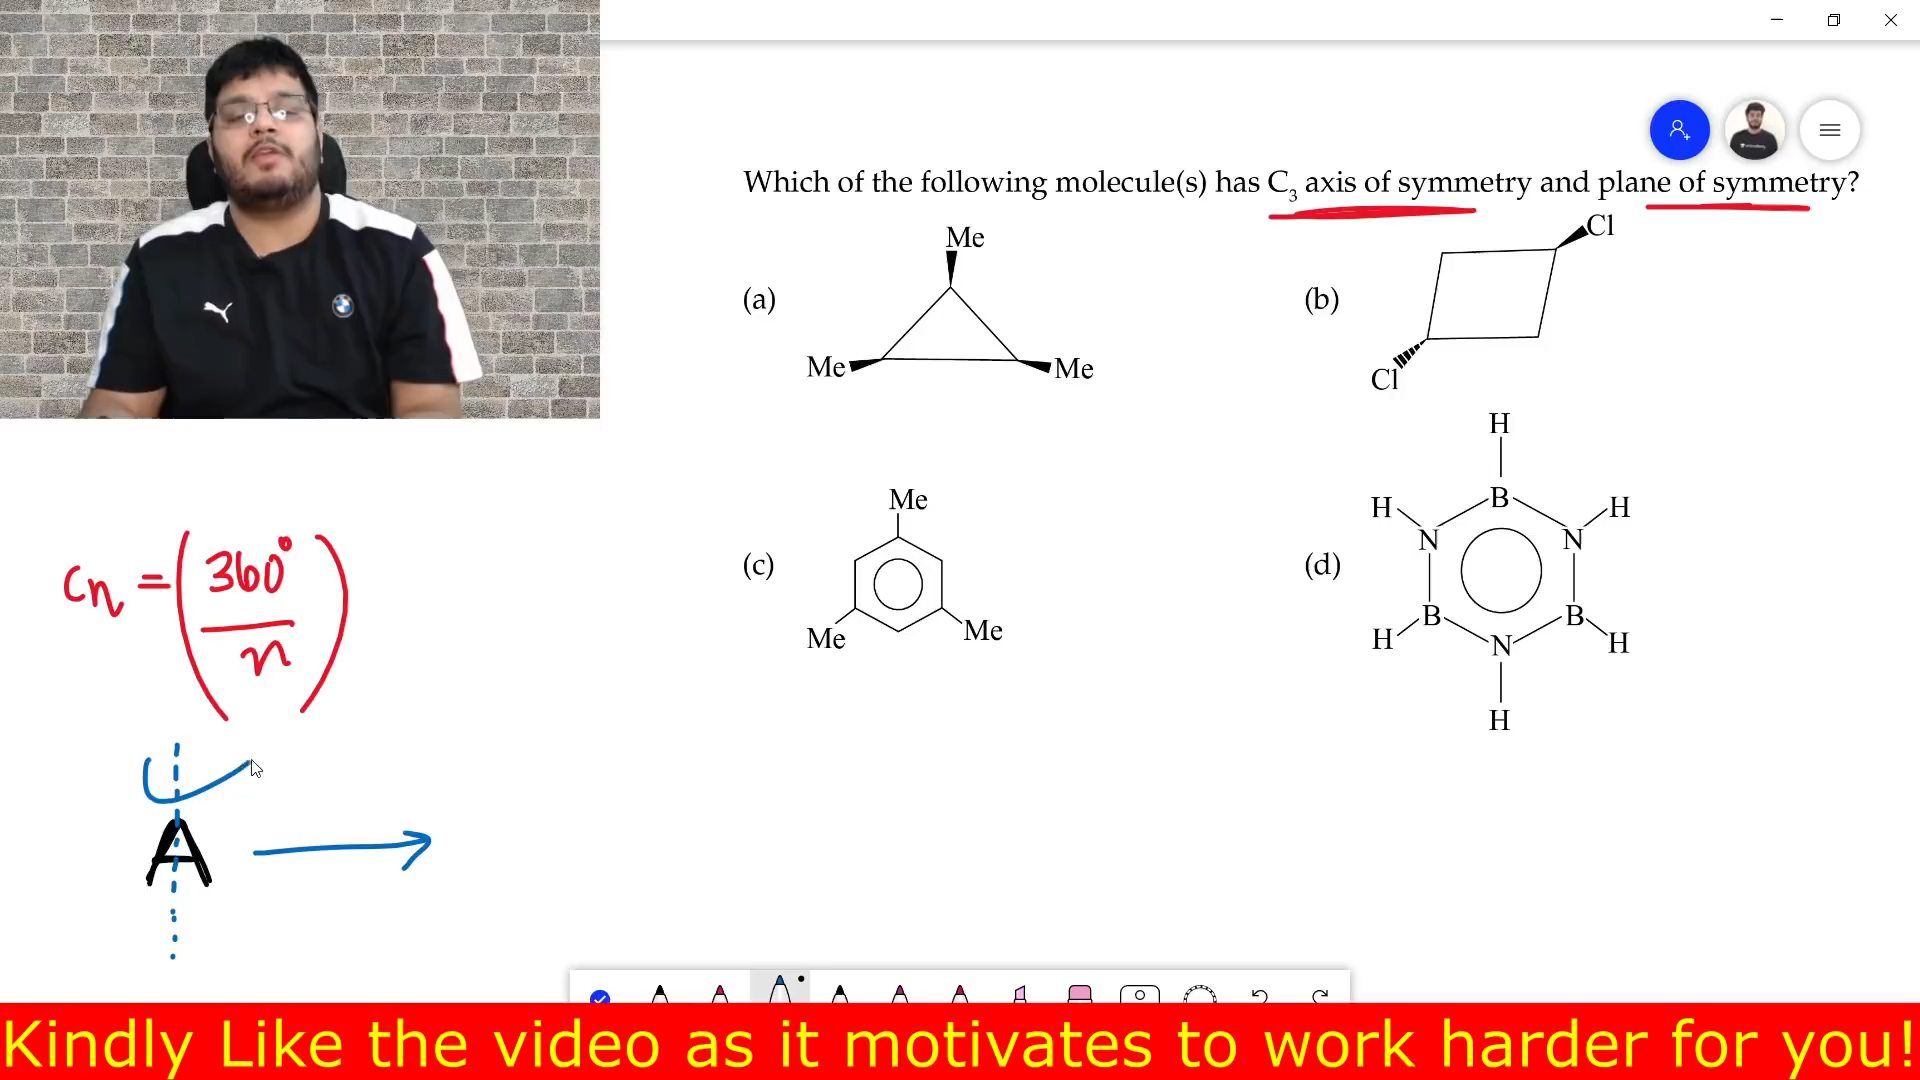 Which of the following molecule(s) has C₃ axis of symmetry and plane of symmetry?
(a)
Me
Me
Me
(b)
Cl
Cl
(c)
Me
Me
Me
(d)
H
H
H
B
N
N
B
B
H
N
H
H
Cn = (360°/n)
A
Kindly Like the video as it motivates to work harder for you!